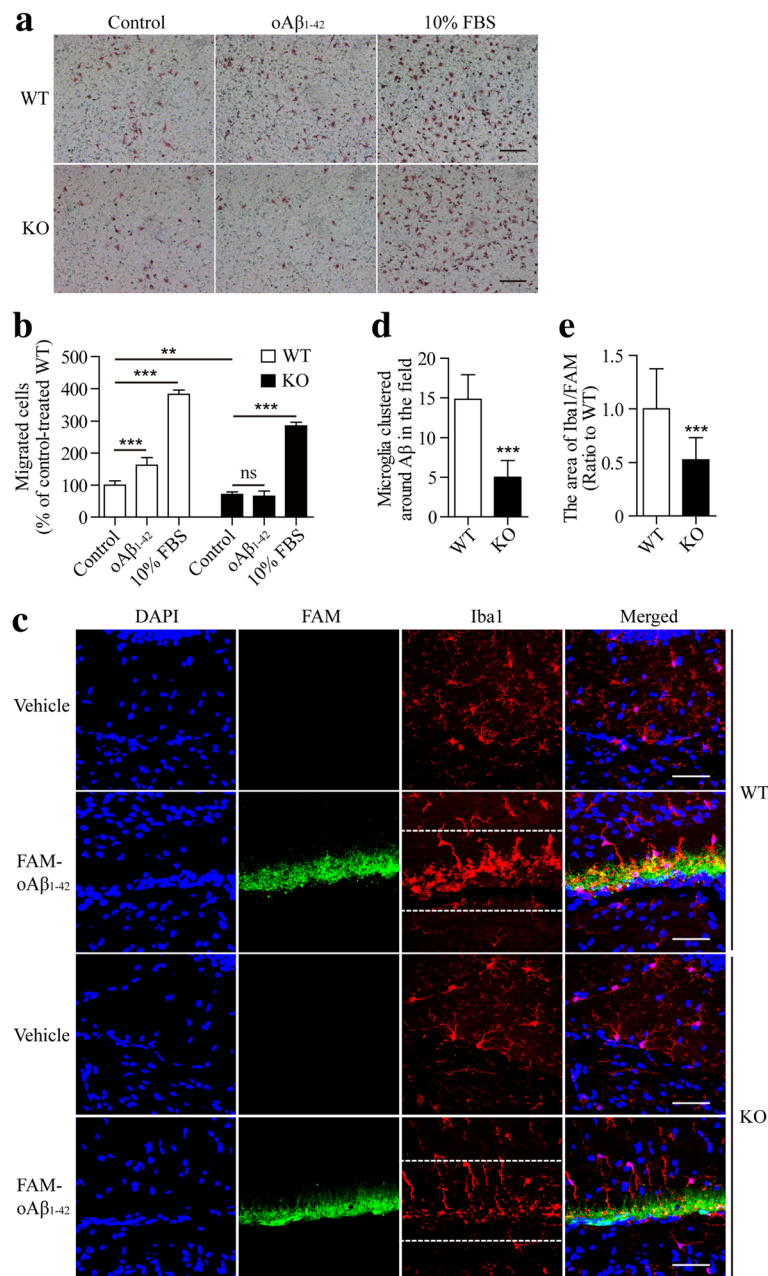 a
Control oAβ1-42 10% FBS
WT
KO
b
Migrated cells
(% of control-treated WT)
500
400
300
200
100
0
**
***
***
***
ns
WT
KO
Control
oAβ1-42
10% FBS
Control
oAβ1-42
10% FBS
d
Microglia clustered
around Aβ in the field
20
15
10
5
0
***
WT
KO
e
The area of Iba1/FAM
(Ratio to WT)
1.5
1.0
0.5
0.0
***
WT
KO
c
DAPI FAM Iba1 Merged
Vehicle
FAM-
oAβ1-42
WT
Vehicle
FAM-
oAβ1-42
KO